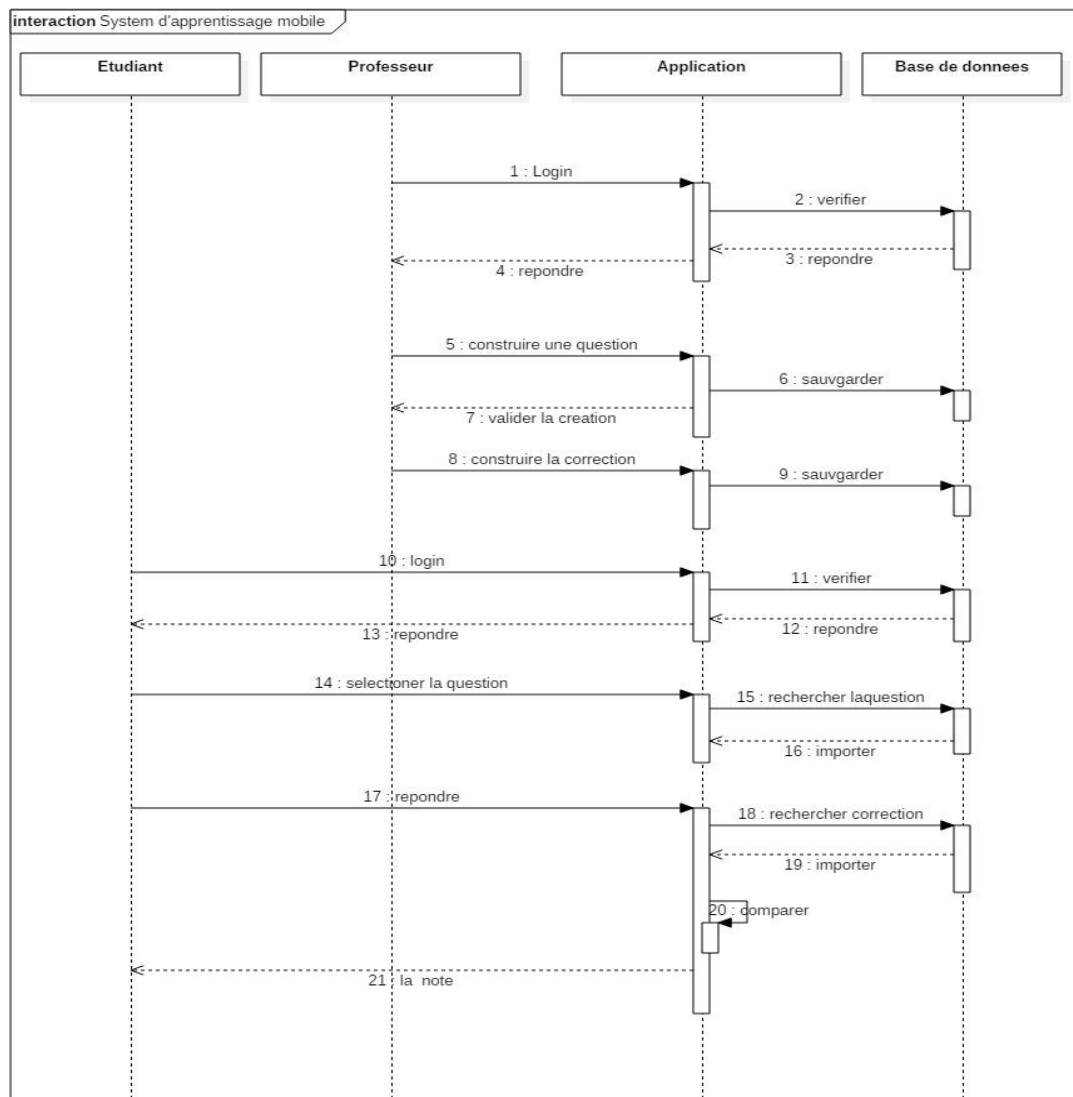 interaction System d'apprentissage mobile
Etudiant
Professeur
Application
Base de donnees
1 : Login
2 : verifier
3 : repondre
4 : repondre
5 : construire une question
6 : sauvgarder
7 : valider la creation
8 : construire la correction
9 : sauvgarder
10 : login
11 : verifier
12 : repondre
13 : repondre
14 : selectioner la question
15 : rechercher laquestion
16 : importer
17 : repondre
18 : rechercher correction
19 : importer
20 : comparer
21 : la note